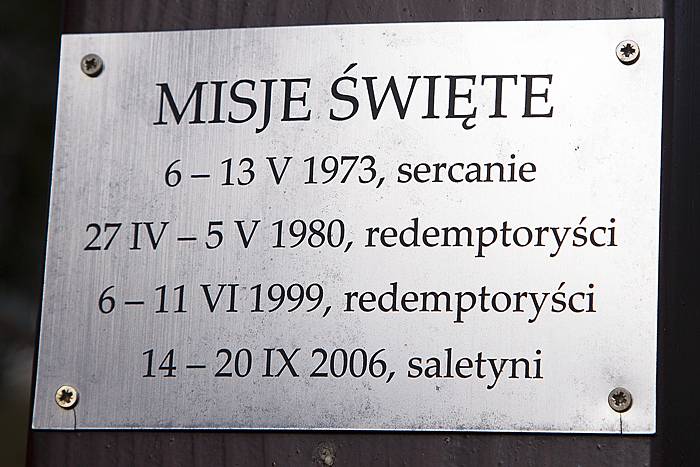 MISJE ŚWIĘTE
6 – 13 V 1973, sercanie
27 IV – 5 V 1980, redemptoryści
6 – 11 VI 1999, redemptoryści
14 – 20 IX 2006, saletyni